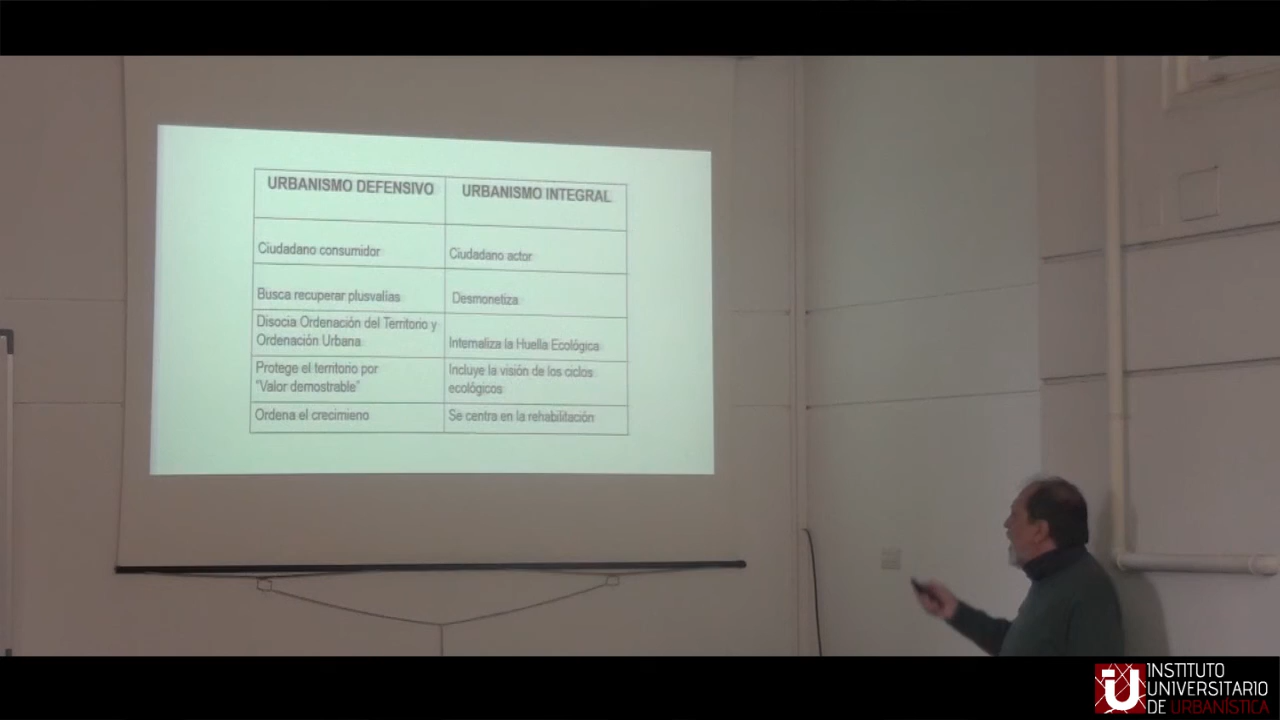 URBANISMO DEFENSIVO
URBANISMO INTEGRAL
Ciudadano consumidor
Ciudadano actor
Busca recuperar plusvalías
Desmonetiza
Disocia Ordenación del Territorio y
Ordenación Urbana
Internaliza la Huella Ecológica
Protege el territorio por
"Valor demostrable"
Incluye la visión de los ciclos
ecológicos
Ordena el crecimieno
Se centra en la rehabilitación
iU
INSTITUTO
UNIVERSITARIO
DE URBANÍSTICA